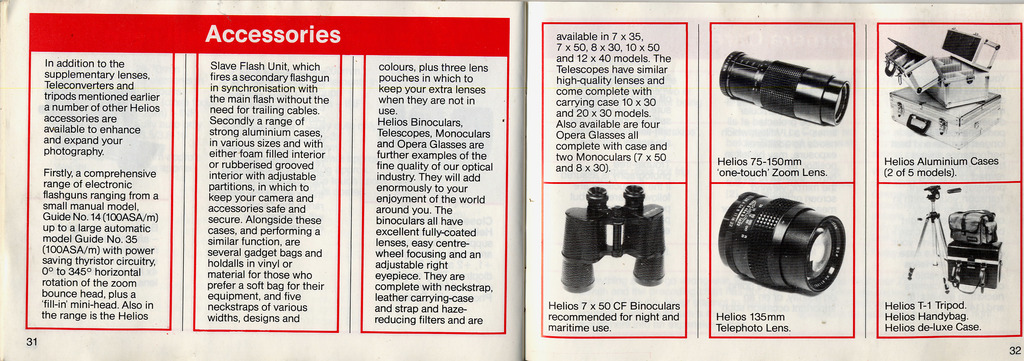 Accessories
In addition to the
supplementary lenses,
Teleconverters and
tripods mentioned earlier
a number of other Helios
accessories are
available to enhance
and expand your
photography.
Firstly, a comprehensive
range of electronic
flashguns ranging from a
small manual model,
Guide No. 14 (100ASA/m)
up to a large automatic
model Guide No. 35
(100ASA/m) with power
saving thyristor circuitry,
0° to 345° horizontal
rotation of the zoom
bounce head, plus a
'fill-in' mini-head. Also in
the range is the Helios
Slave Flash Unit, which
fires a secondary flashgun
in synchronisation with
the main flash without the
need for trailing cables.
Secondly a range of
strong aluminium cases,
in various sizes and with
either foam filled interior
or rubberised grooved
interior with adjustable
partitions, in which to
keep your camera and
accessories safe and
secure. Alongside these
cases, and performing a
similar function, are
several gadget bags and
holdalls in vinyl or
material for those who
prefer a soft bag for their
equipment, and five
neckstraps of various
widths, designs and
colours, plus three lens
pouches in which to
keep your extra lenses
when they are not in
use.
Helios Binoculars,
Telescopes, Monoculars
and Opera Glasses are
further examples of the
fine quality of our optical
industry. They will add
enormously to your
enjoyment of the world
around you. The
binoculars all have
excellent fully-coated
lenses, easy centre-
wheel focusing and an
adjustable right
eyepiece. They are
complete with neckstrap,
leather carrying-case
and strap and haze-
reducing filters and are
31
available in 7 x 35,
7 x 50, 8 x 30, 10 x 50
and 12 x 40 models. The
Telescopes have similar
high-quality lenses and
come complete with
carrying case 10 x 30
and 20 x 30 models.
Also available are four
Opera Glasses all
complete with case and
two Monoculars (7 x 50
and 8 x 30).
Helios 7 x 50 CF Binoculars
recommended for night and
maritime use.
Helios 75-150mm
'one-touch' Zoom Lens.
Helios 135mm
Telephoto Lens.
Helios Aluminium Cases
(2 of 5 models).
Helios T-1 Tripod.
Helios Handybag.
Helios de-luxe Case.
32